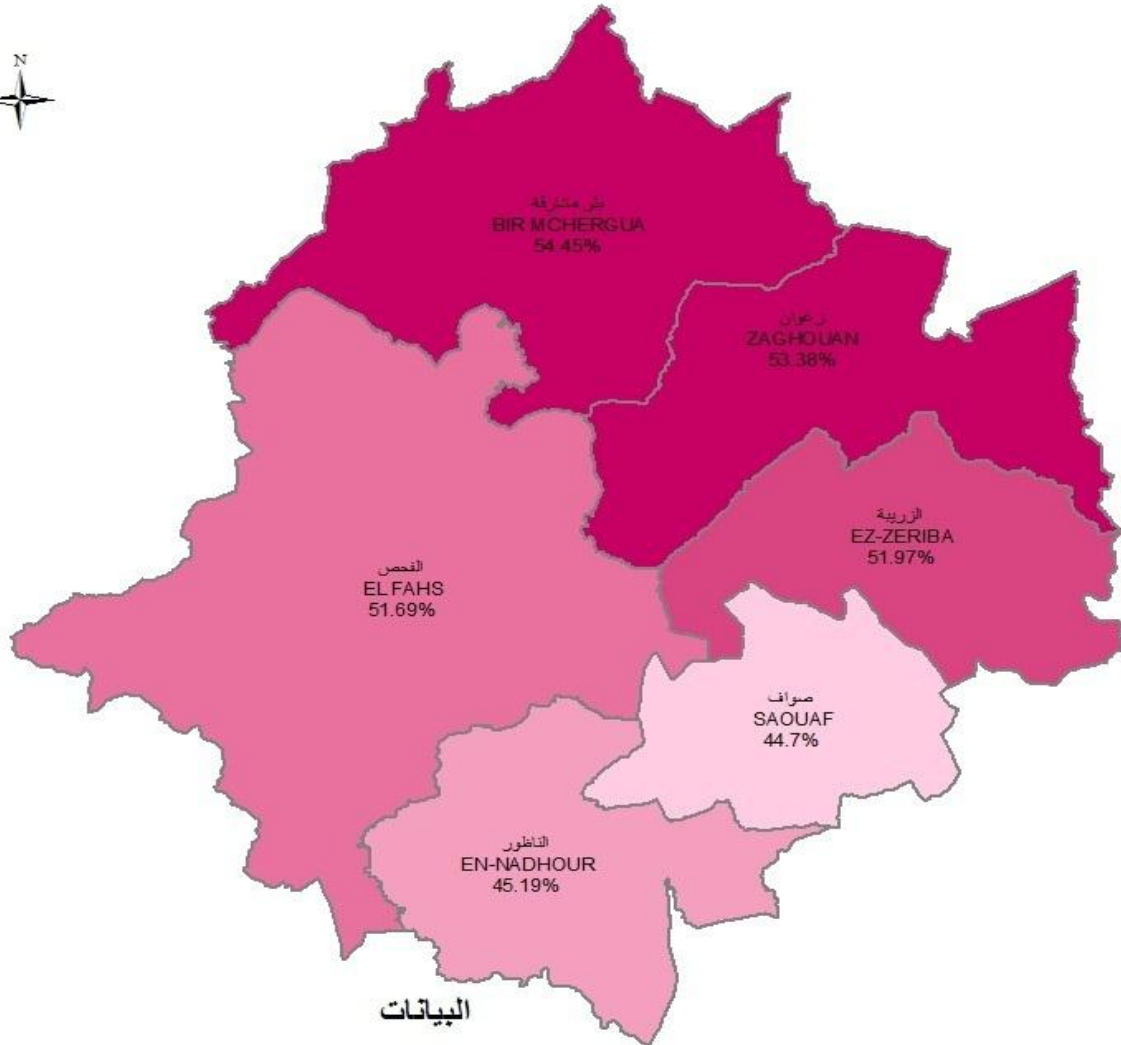 N
بئر مشارقة
BIR MCHERGUA
54.45%
زغوان
ZAGHOUAN
53.38%
الزريبة
EZ-ZERIBA
51.97%
الفحص
EL FAHS
51.69%
صواف
SAOUAF
44.7%
الناظور
EN-NADHOUR
45.19%
البيانات